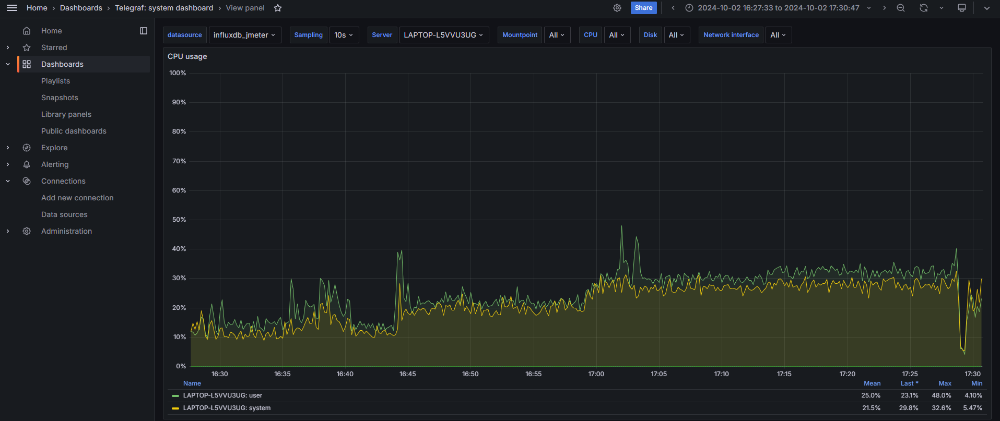 Home › Dashboards › Telegraf: system dashboard › View panel
Share
2024-10-02 16:27:33 to 2024-10-02 17:30:47
Home
Starred
Dashboards
Playlists
Snapshots
Library panels
Public dashboards
Explore
Alerting
Connections
Add new connection
Data sources
Administration
datasource influxdb_jmeter Sampling 10s Server LAPTOP-L5VVU3UG Mountpoint All CPU All Disk All Network interface All
CPU usage
100%
90%
80%
70%
60%
50%
40%
30%
20%
10%
0%
16:30 16:35 16:40 16:45 16:50 16:55 17:00 17:05 17:10 17:15 17:20 17:25 17:30
Name Mean Last * Max Min
LAPTOP-L5VVU3UG: user 25.0% 23.1% 48.0% 4.10%
LAPTOP-L5VVU3UG: system 21.5% 29.8% 32.6% 5.47%